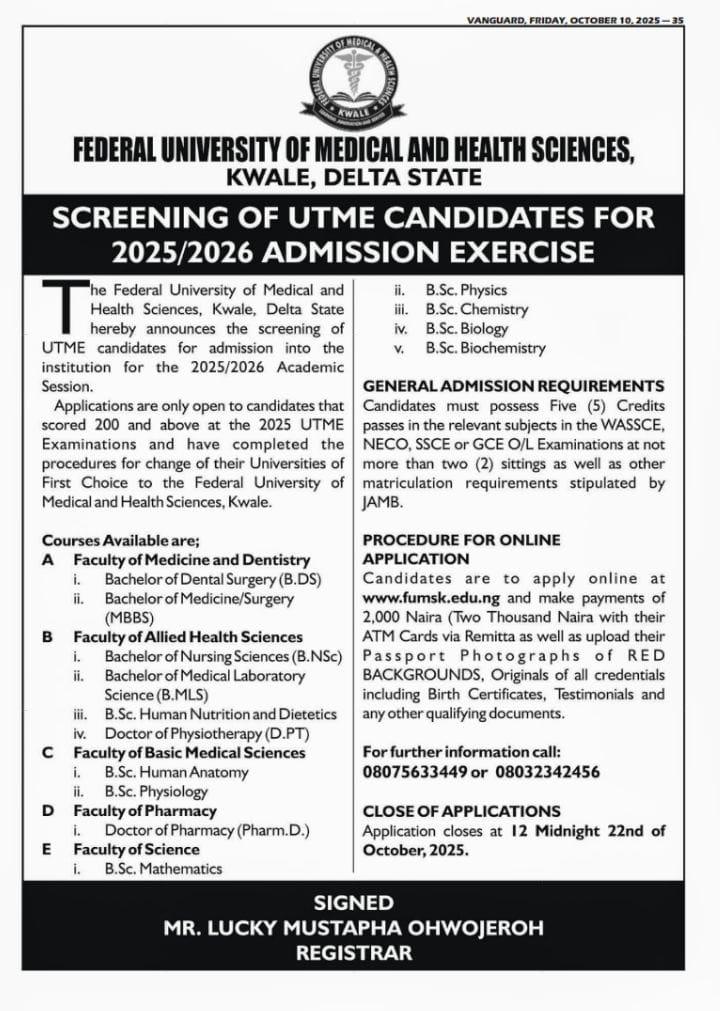 VANGUARD, FRIDAY, OCTOBER 10, 2025 — 35
FEDERAL UNIVERSITY OF MEDICAL & HEALTH SCIENCES
KWALE
FEDERAL UNIVERSITY OF MEDICAL AND HEALTH SCIENCES,
KWALE, DELTA STATE
SCREENING OF UTME CANDIDATES FOR
2025/2026 ADMISSION EXERCISE
The Federal University of Medical and
Health Sciences, Kwale, Delta State
hereby announces the screening of
UTME candidates for admission into the
institution for the 2025/2026 Academic
Session.
Applications are only open to candidates that
scored 200 and above at the 2025 UTME
Examinations and have completed the
procedures for change of their Universities of
First Choice to the Federal University of
Medical and Health Sciences, Kwale.
Courses Available are;
A Faculty of Medicine and Dentistry
i. Bachelor of Dental Surgery (B.DS)
ii. Bachelor of Medicine/Surgery
(MBBS)
B Faculty of Allied Health Sciences
i. Bachelor of Nursing Sciences (B.NSc)
ii. Bachelor of Medical Laboratory
Science (B.MLS)
iii. B.Sc. Human Nutrition and Dietetics
iv. Doctor of Physiotherapy (D.PT)
C Faculty of Basic Medical Sciences
i. B.Sc. Human Anatomy
ii. B.Sc. Physiology
D Faculty of Pharmacy
i. Doctor of Pharmacy (Pharm.D.)
E Faculty of Science
i. B.Sc. Mathematics
ii. B.Sc. Physics
iii. B.Sc. Chemistry
iv. B.Sc. Biology
v. B.Sc. Biochemistry
GENERAL ADMISSION REQUIREMENTS
Candidates must possess Five (5) Credits
passes in the relevant subjects in the WASSCE,
NECO, SSCE or GCE O/L Examinations at not
more than two (2) sittings as well as other
matriculation requirements stipulated by
JAMB.
PROCEDURE FOR ONLINE
APPLICATION
Candidates are to apply online at
www.fumsk.edu.ng and make payments of
2,000 Naira (Two Thousand Naira with their
ATM Cards via Remitta as well as upload their
Passport Photographs of RED
BACKGROUNDS, Originals of all credentials
including Birth Certificates, Testimonials and
any other qualifying documents.
For further information call:
08075633449 or 08032342456
CLOSE OF APPLICATIONS
Application closes at 12 Midnight 22nd of
October, 2025.
SIGNED
MR. LUCKY MUSTAPHA OHWOJEROH
REGISTRAR